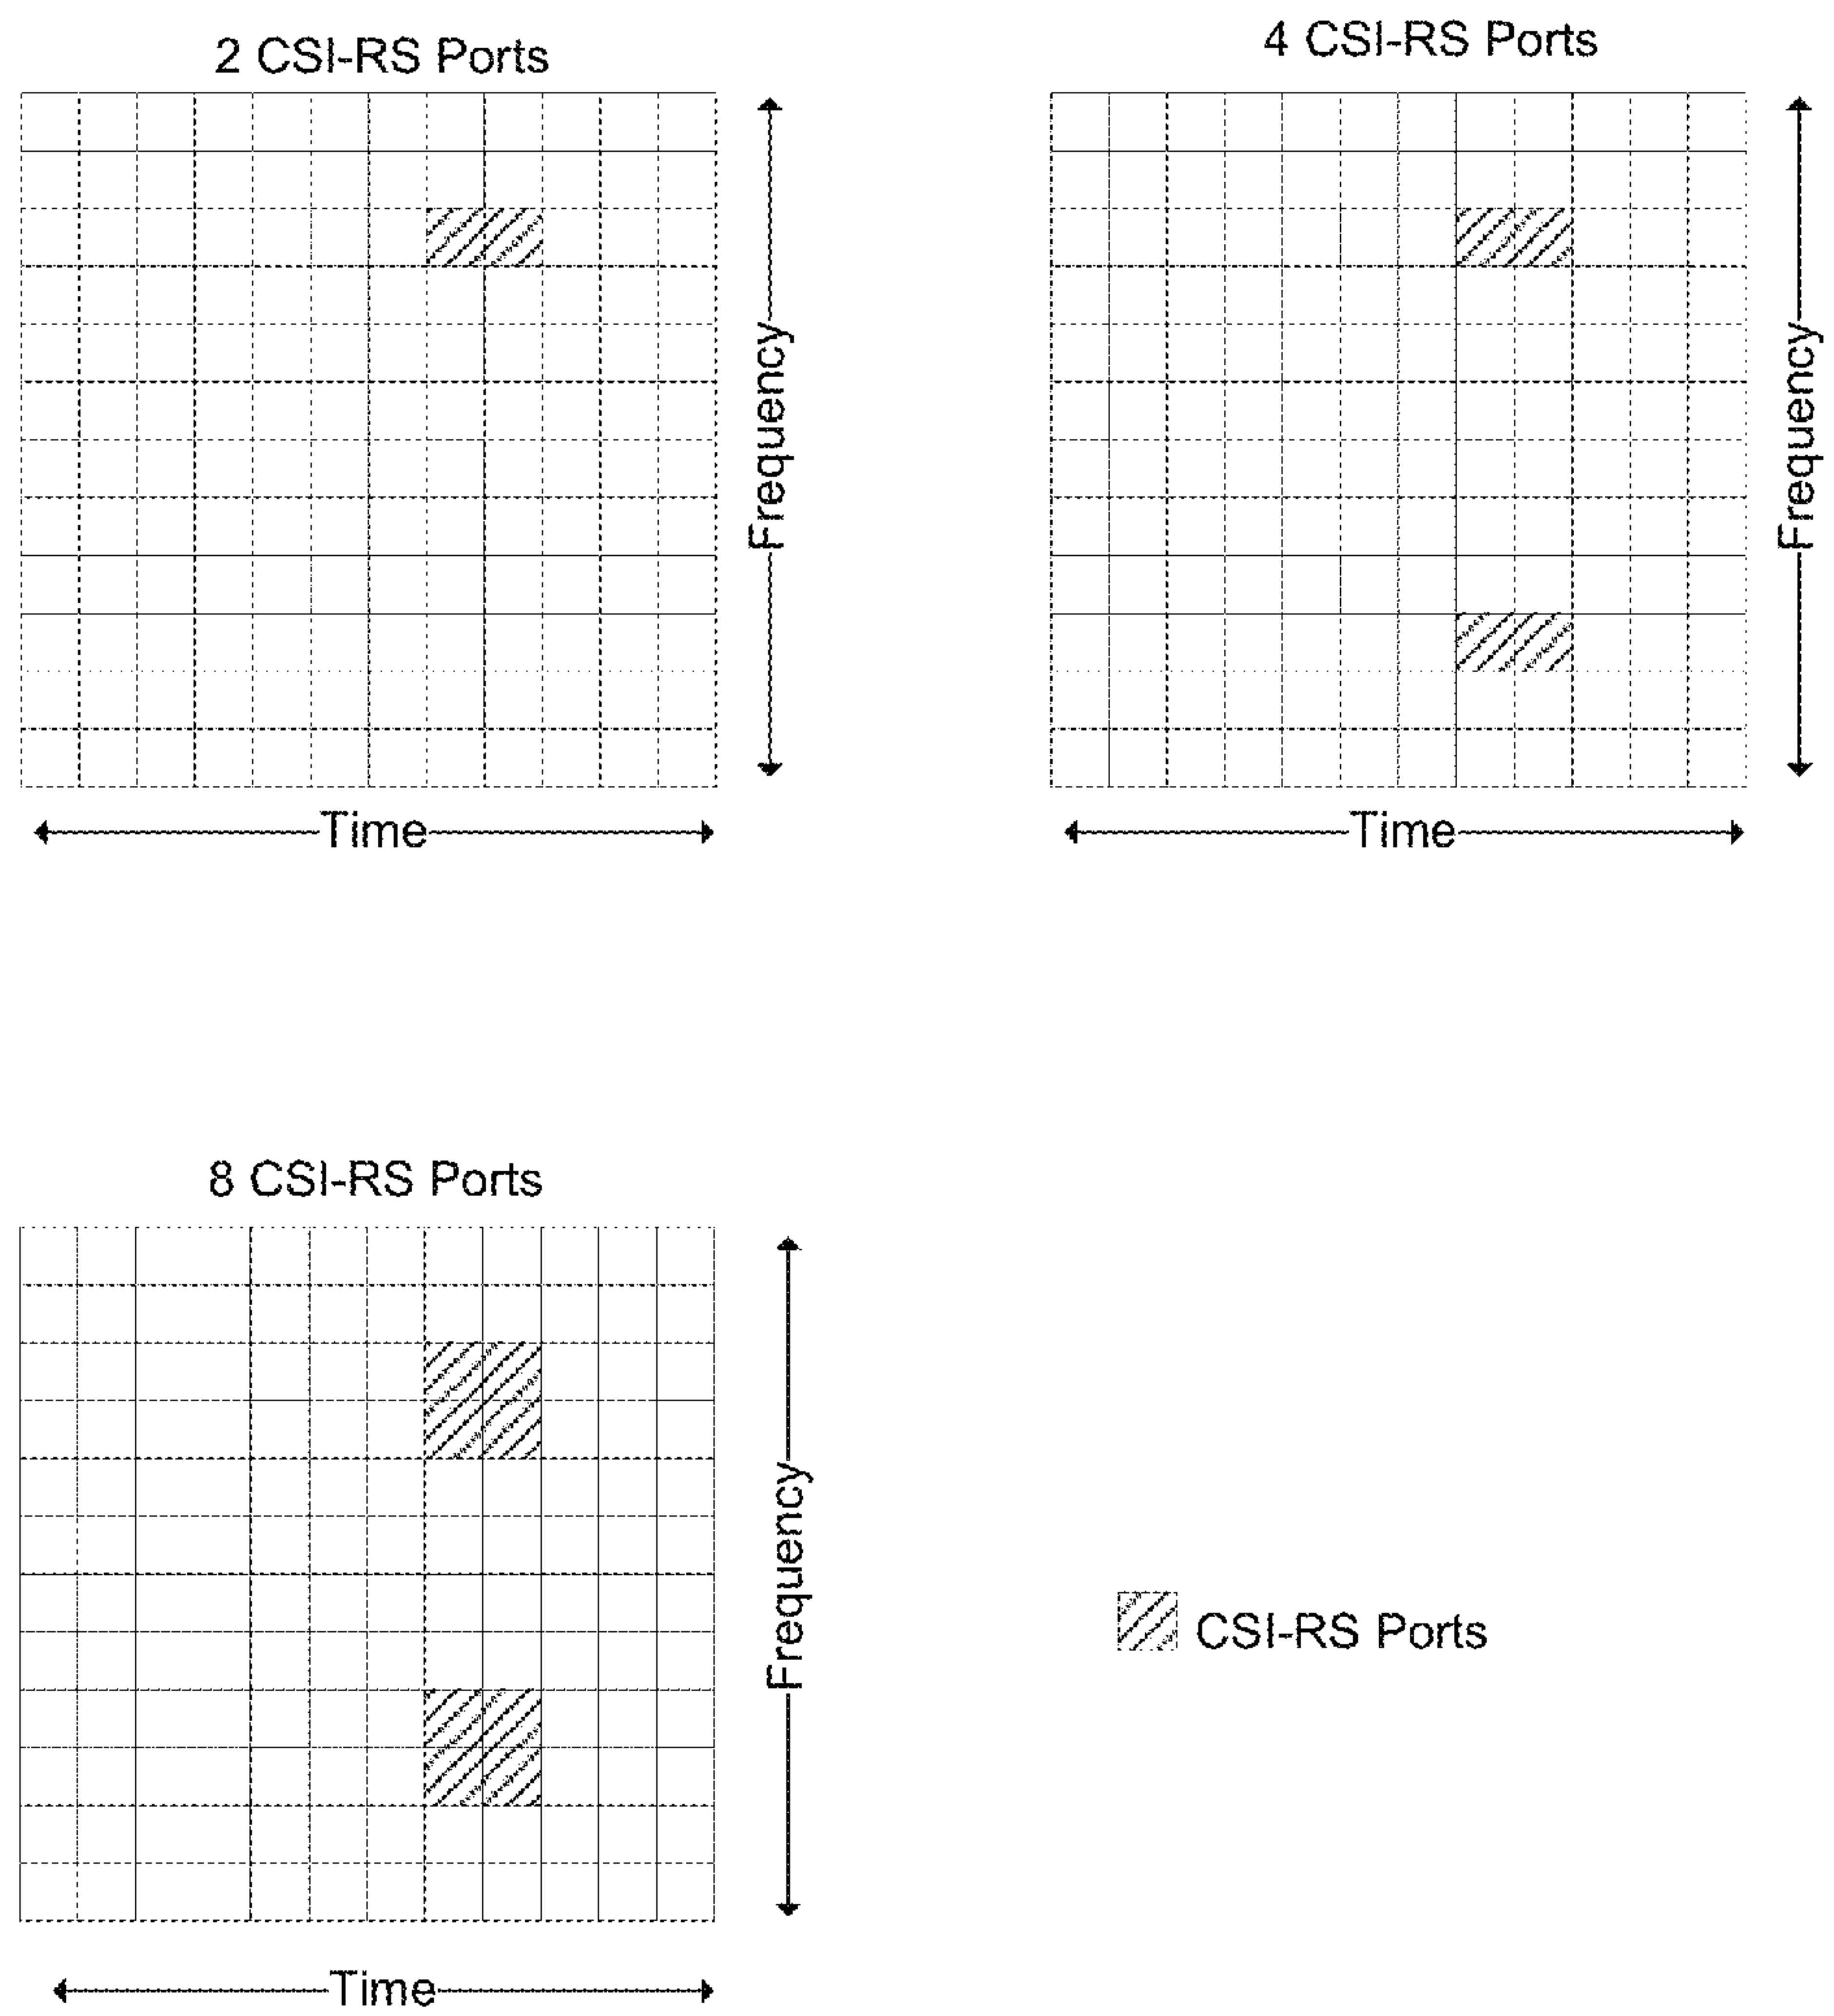 2 CSI-RS Ports
Frequency
Time
4 CSI-RS Ports
Frequency
Time
8 CSI-RS Ports
Frequency
Time
CSI-RS Ports